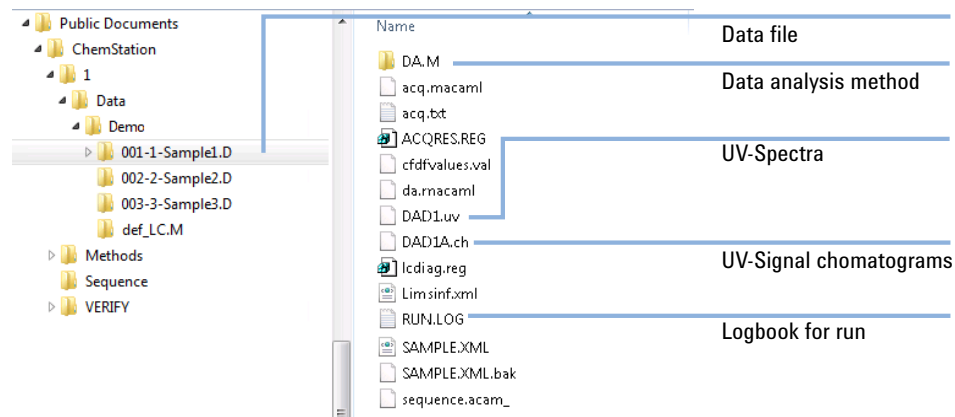 Public Documents
ChemStation
1
Data
Demo
001-1-Sample1.D
002-2-Sample2.D
003-3-Sample3.D
def_LC.M
Methods
Sequence
VERIFY
Name
DA.M
acq.macaml
acq.txt
ACQRES.REG
cfdfvalues.val
da.macaml
DAD1.uv
DAD1A.ch
lcdiag.reg
Limsinf.xml
RUN.LOG
SAMPLE.XML
SAMPLE.XML.bak
sequence.acam_
Data file
Data analysis method
UV-Spectra
UV-Signal chomatograms
Logbook for run